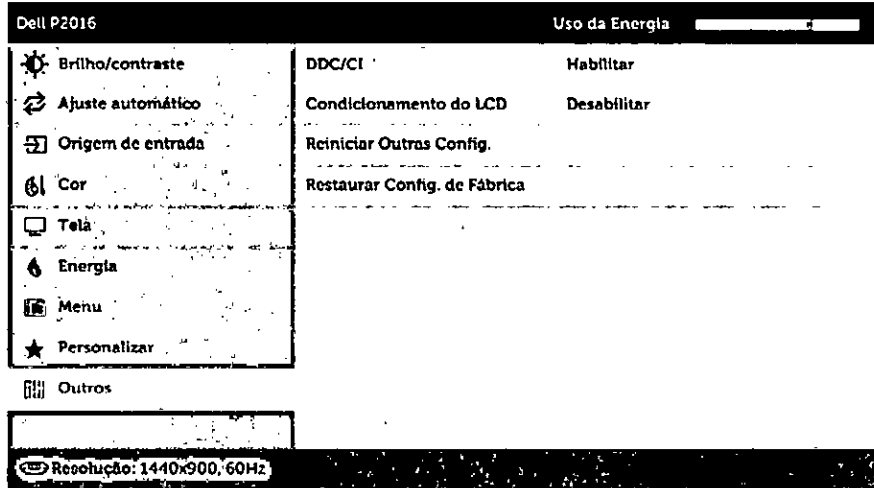 Dell P2016 Uso da Energia
Brilho/contraste DDC/CI Habilitar
Ajuste automático Condicionamento do LCD Desabilitar
Origem de entrada Reiniciar Outras Config.
Cor Restaurar Config. de Fábrica
Tela
Energia
Menu
Personalizar
Outros
Resolução: 1440x900, 60Hz